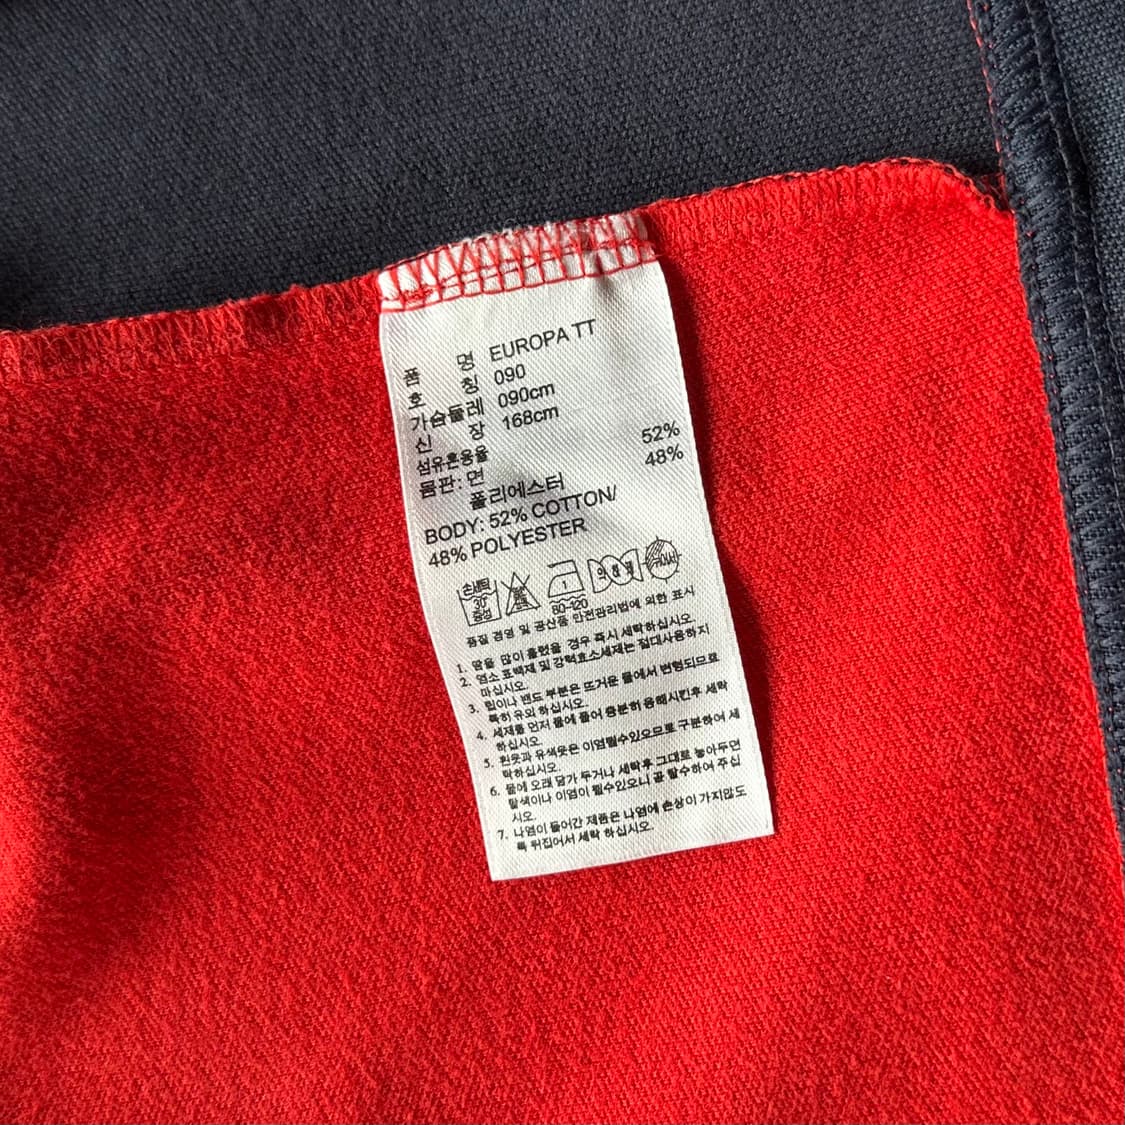 품 명 EUROPA TT
호 칭 090
가슴둘레 090cm
신 장 168cm
섬유혼용율
몸판: 면 52%
폴리에스터 48%
BODY: 52% COTTON/
48% POLYESTER
손세탁
30°
중성
80-120
품질 경영 및 공산품 안전관리법에 의한 표시
1. 땀을 많이 흘렸을 경우 즉시 세탁하십시오.
2. 염소 표백제 및 강력효소세제는 절대사용하지
마십시오.
3. 립이나 밴드 부분은 뜨거운 물에서 변형되므로
특히 유의 하십시오.
4. 세제를 먼저 물에 풀어 충분히 용해시킨후 세탁
하십시오.
5. 흰옷과 유색옷은 이염될수있으므로 구분하여 세
탁하십시오.
6. 물에 오래 담가 두거나 세탁후 그대로 놓아두면
탈색이나 이염이 될수있으니 곧 탈수하여 주십
시오.
7. 나염이 들어간 제품은 나염에 손상이 가지않도
록 뒤집어서 세탁 하십시오.